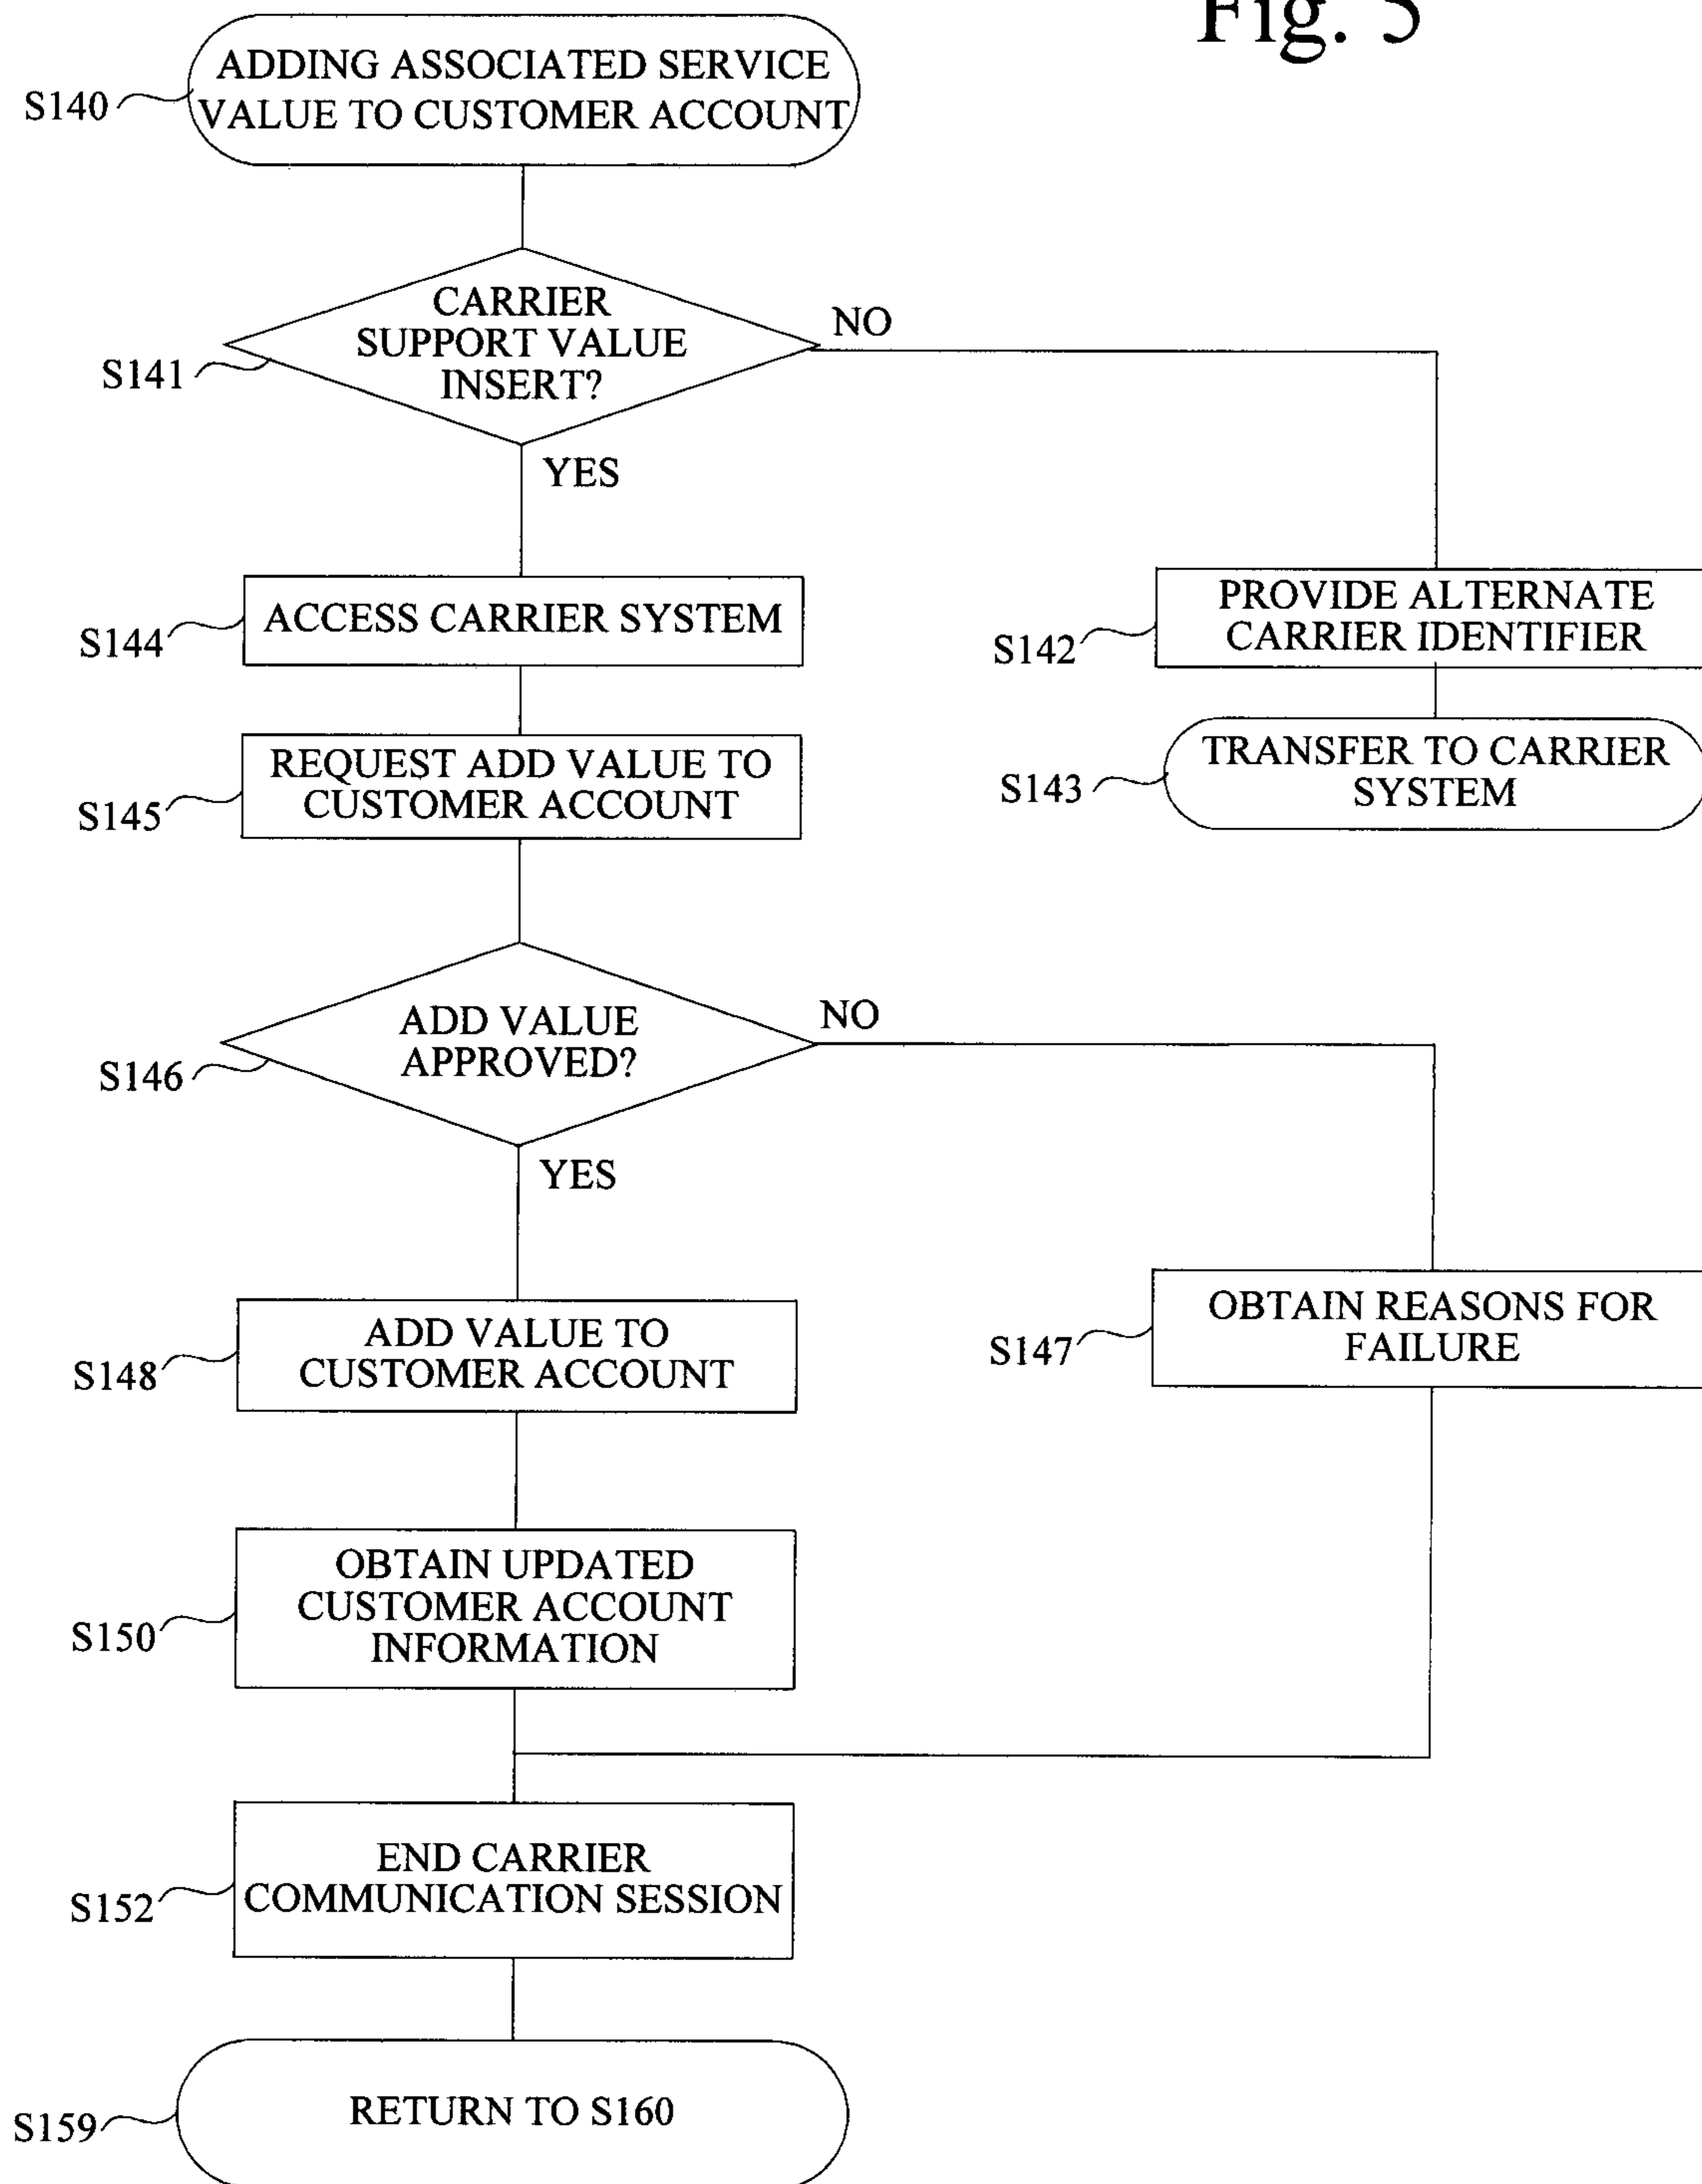 Fig. 5
ADDING ASSOCIATED SERVICE
VALUE TO CUSTOMER ACCOUNT
S140
CARRIER
SUPPORT VALUE
INSERT?
S141
NO
YES
ACCESS CARRIER SYSTEM
S144
PROVIDE ALTERNATE
CARRIER IDENTIFIER
S142
REQUEST ADD VALUE TO
CUSTOMER ACCOUNT
S145
TRANSFER TO CARRIER
SYSTEM
S143
ADD VALUE
APPROVED?
S146
NO
YES
ADD VALUE TO
CUSTOMER ACCOUNT
S148
OBTAIN REASONS FOR
FAILURE
S147
OBTAIN UPDATED
CUSTOMER ACCOUNT
INFORMATION
S150
END CARRIER
COMMUNICATION SESSION
S152
RETURN TO S160
S159